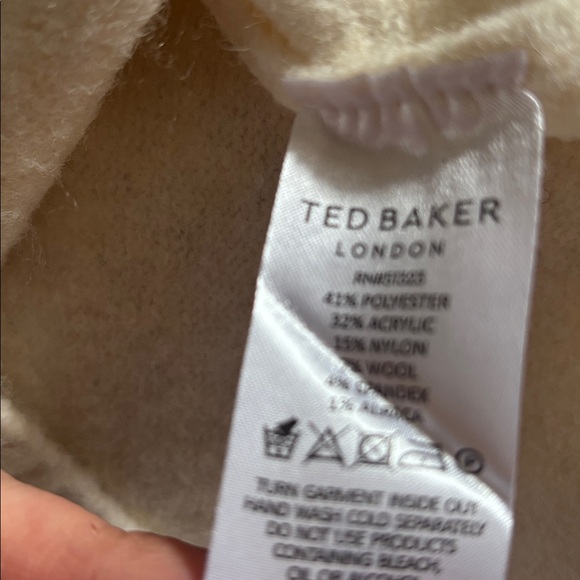 TED BAKER
LONDON
41% POLYESTER
32% ACRYLIC
15% NYLON
WOOL
4% SPANDEX
1% ALPACA
P
TURN GARMENT INSIDE OUT
HAND WASH COLD SEPARATELY
DO NOT USE PRODUCTS
CONTAINING BLEACH,
OIL OR